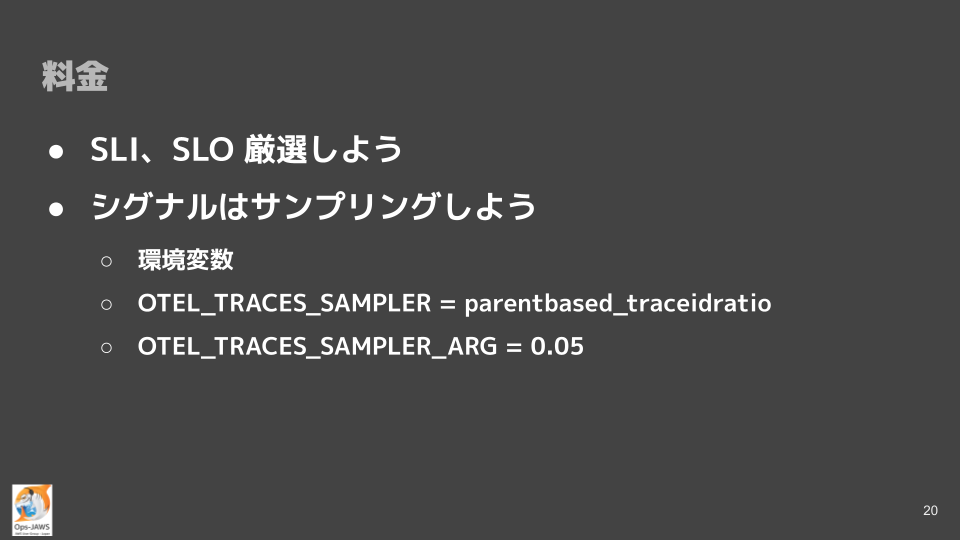 料金
● SLI、SLO 厳選しよう
● シグナルはサンプリングしよう
○ 環境変数
○ OTEL_TRACES_SAMPLER = parentbased_traceidratio
○ OTEL_TRACES_SAMPLER_ARG = 0.05
Ops-JAWS
20